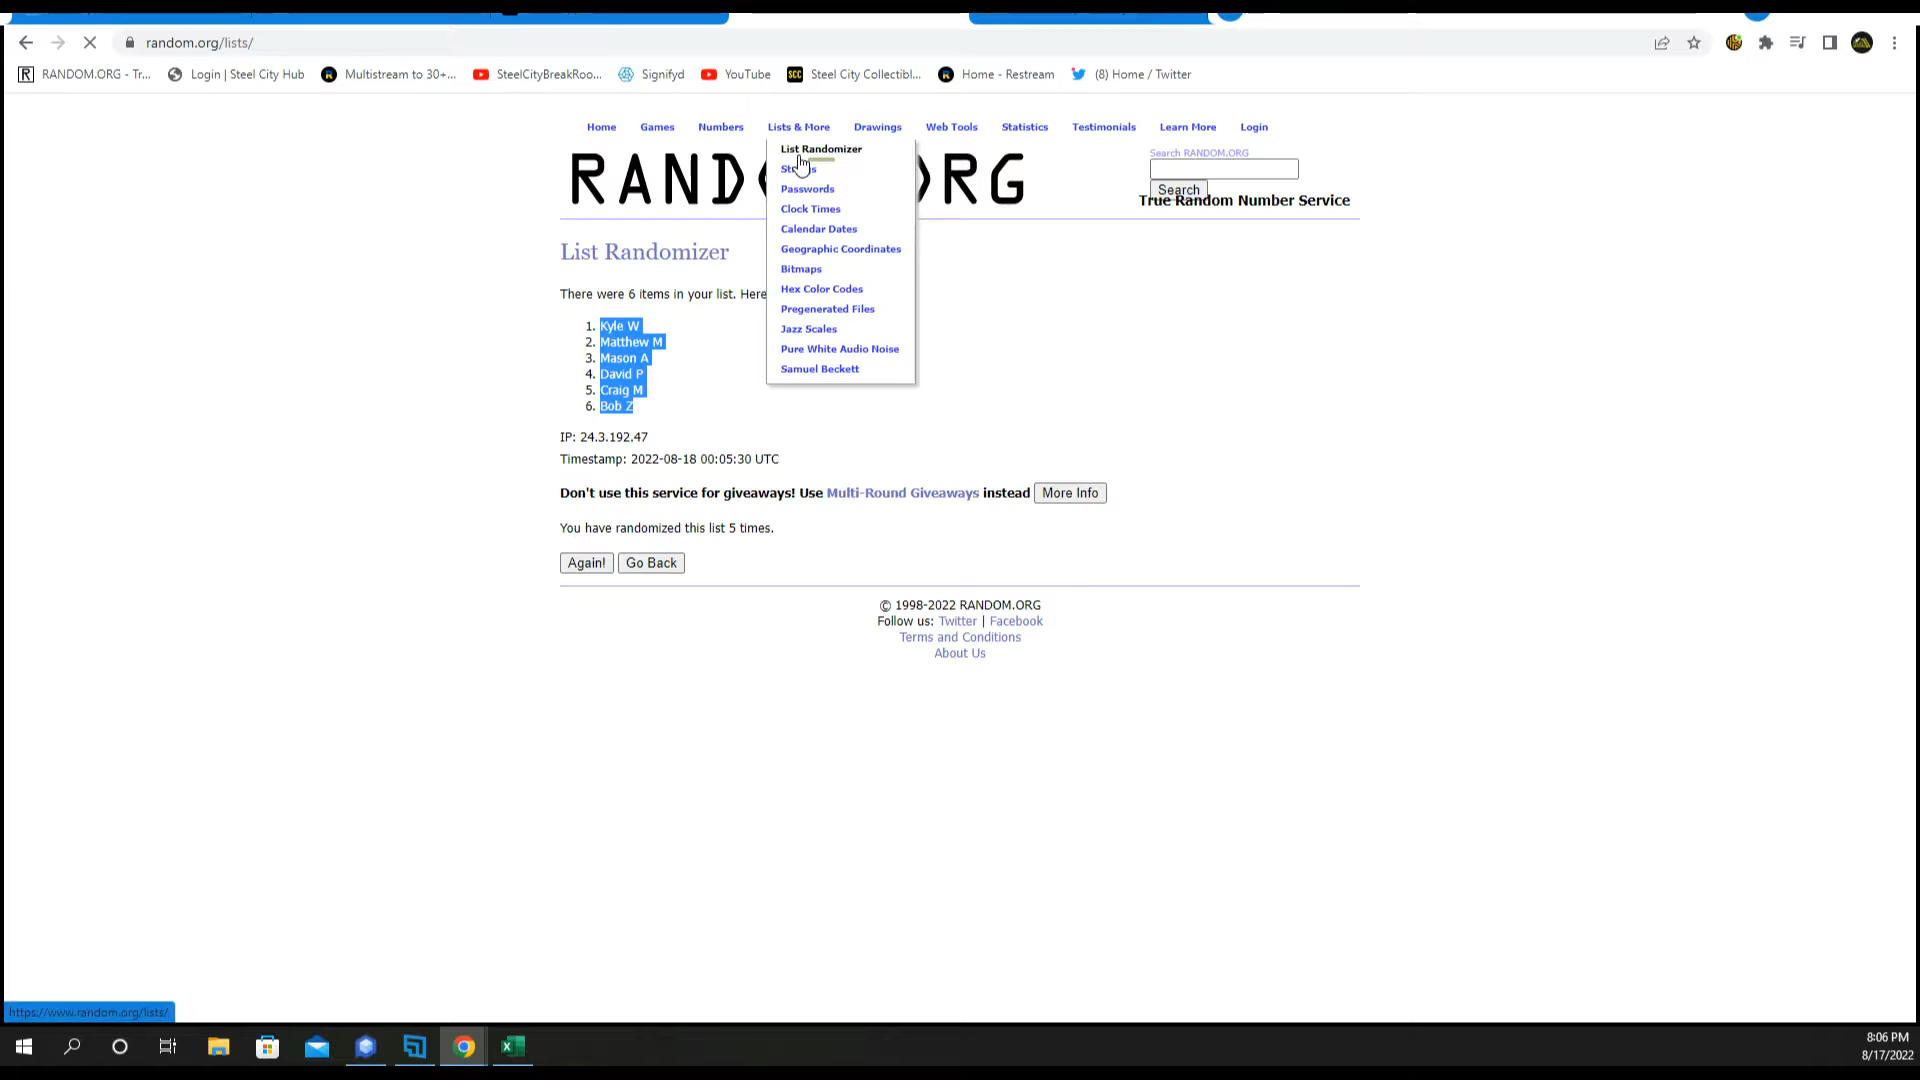 random.org/lists/
RANDOM.ORG - Tr... Login | Steel City Hub Multistream to 30+... SteelCityBreakRoo... Signifyd YouTube SCC Steel City Collectibl... Home - Restream (8) Home / Twitter
Home Games Numbers Lists & More Drawings Web Tools Statistics Testimonials Learn More Login
List Randomizer
Passwords
Clock Times
Calendar Dates
Geographic Coordinates
Bitmaps
Hex Color Codes
Pregenerated Files
Jazz Scales
Pure White Audio Noise
Samuel Beckett
Search RANDOM.ORG
Search
True Random Number Service
List Randomizer
There were 6 items in your list. Here
1. Kyle W
2. Matthew M
3. Mason A
4. David P
5. Craig M
6. Bob Z
IP: 24.3.192.47
Timestamp: 2022-08-18 00:05:30 UTC
Don't use this service for giveaways! Use Multi-Round Giveaways instead More Info
You have randomized this list 5 times.
Again! Go Back
© 1998-2022 RANDOM.ORG
Follow us: Twitter | Facebook
Terms and Conditions
About Us
https://www.random.org/lists/
8:06 PM
8/17/2022